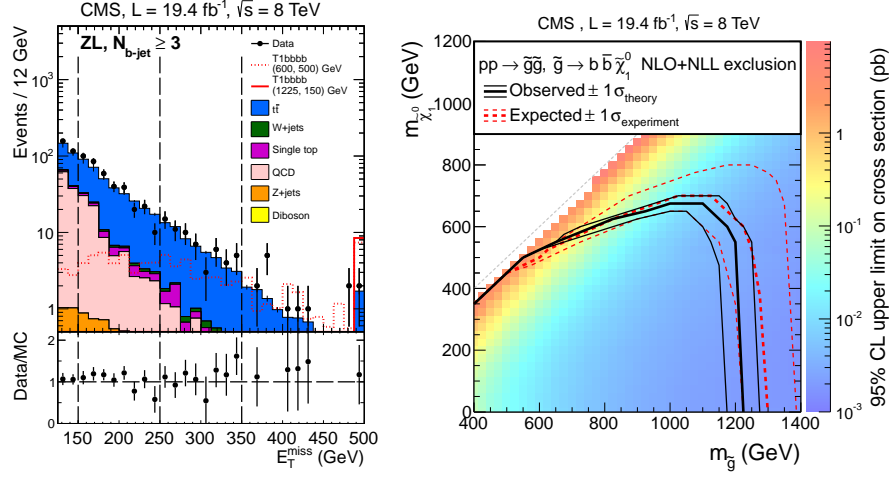 CMS, L = 19.4 fb⁻¹, √s = 8 TeV
ZL, N_b-jet ≥ 3
Data
T1bbbb
(600, 500) GeV
T1bbbb
(1225, 150) GeV
tt̄
W+jets
Single top
QCD
Z+jets
Diboson
Events / 12 GeV
10³
10²
10
1
Data/MC
2
1
0
150 200 250 300 350 400 450 500
E_T^miss (GeV)
CMS , L = 19.4 fb⁻¹, √s = 8 TeV
pp → g̃g̃, g̃ → b b̄ χ̃₁⁰ NLO+NLL exclusion
Observed ± 1 σ_theory
Expected ± 1 σ_experiment
m_χ̃₁⁰ (GeV)
1200
1000
800
600
400
200
0
400 600 800 1000 1200 1400
m_g̃ (GeV)
1
10⁻¹
10⁻²
10⁻³
95% CL upper limit on cross section (pb)